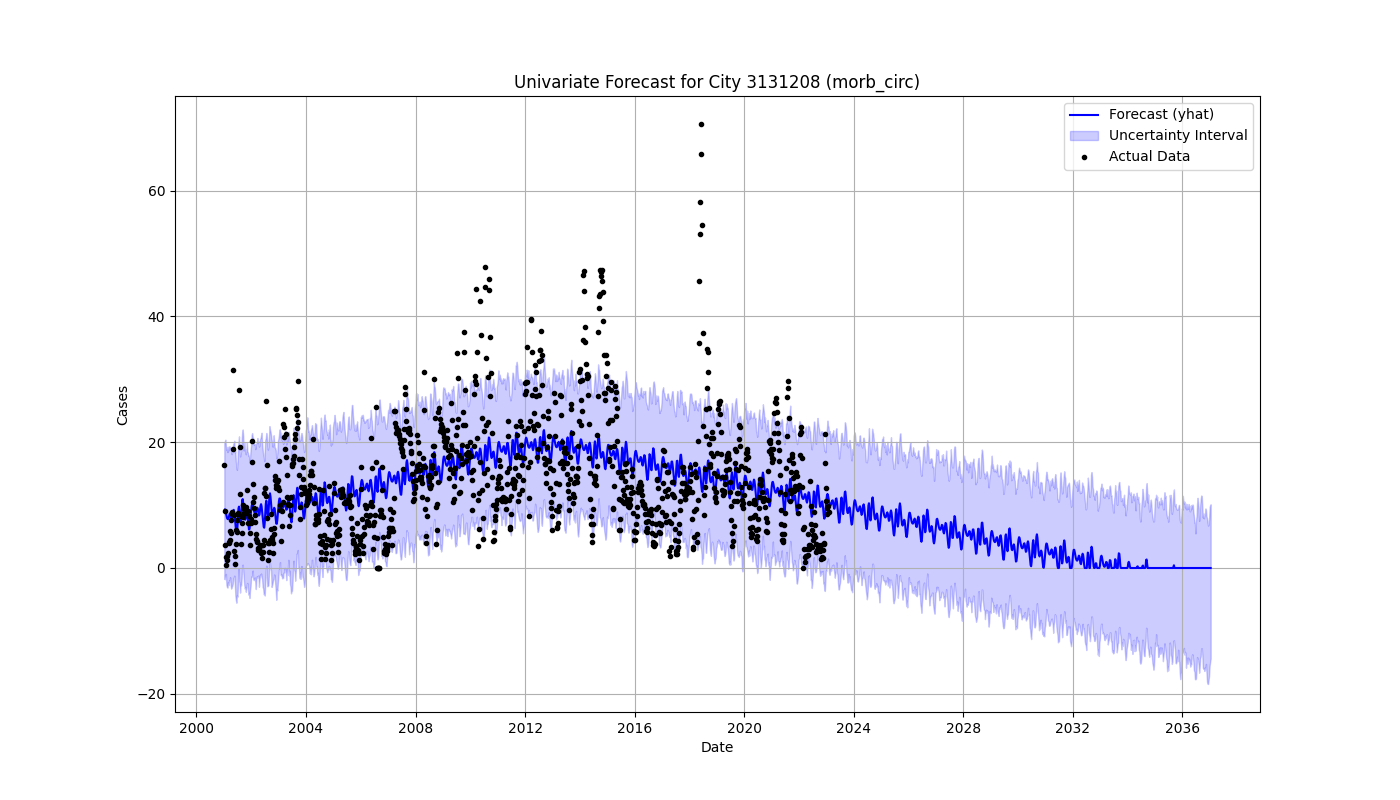 Univariate Forecast for City 3131208 (morb_circ)
Forecast (yhat)
Uncertainty Interval
Actual Data
Cases
60
40
20
0
−20
2000 2004 2008 2012 2016 2020 2024 2028 2032 2036
Date